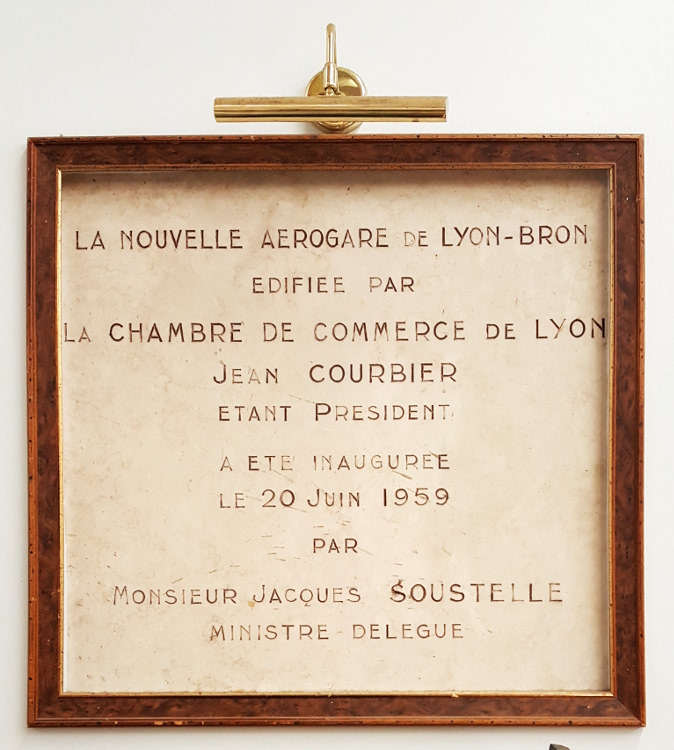 LA NOUVELLE AEROGARE DE LYON-BRON
EDIFIEE PAR
LA CHAMBRE DE COMMERCE DE LYON
JEAN COURBIER
ETANT PRESIDENT
A ETE INAUGUREE
LE 20 JUIN 1959
PAR
MONSIEUR JACQUES SOUSTELLE
MINISTRE DELEGUE